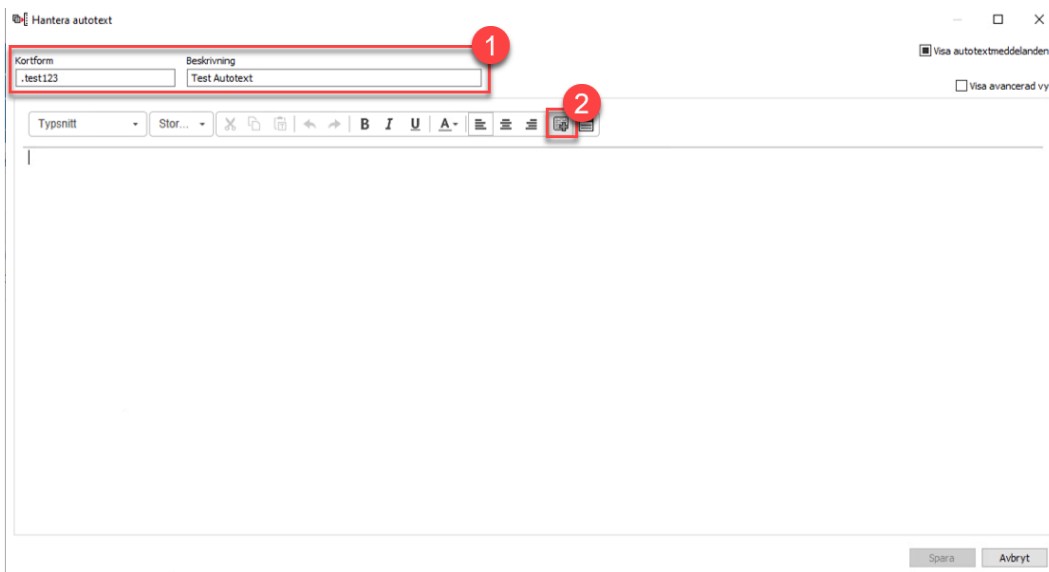 Hantera autotext
1
Visa autotextmeddelanden
Kortform Beskrivning
.test123 Test Autotext
Visa avancerad vy
2
Typsnitt Stor... B I U A
Spara Avbryt